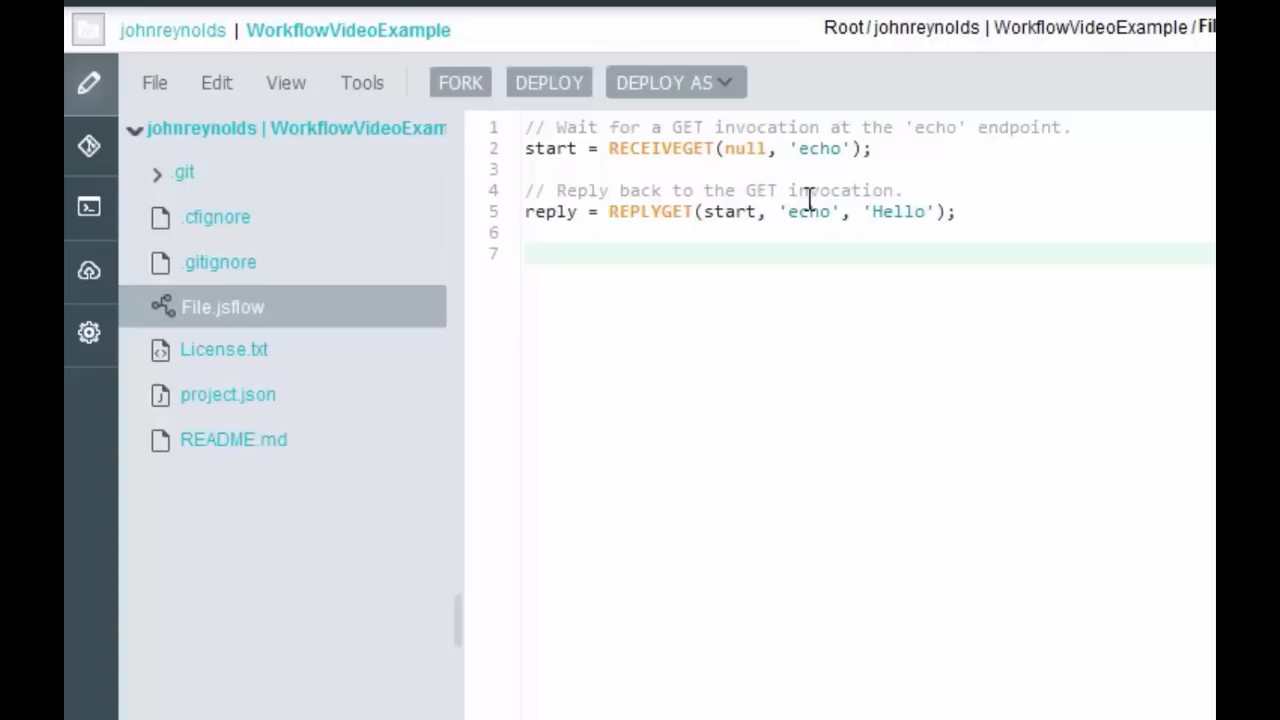 johnreynolds | WorkflowVideoExample
Root/johnreynolds | WorkflowVideoExample/Fil
File Edit View Tools FORK DEPLOY DEPLOY AS
johnreynolds | WorkflowVideoExam
.git
.cfignore
.gitignore
File.jsflow
License.txt
project.json
README.md
1 // Wait for a GET invocation at the 'echo' endpoint.
2 start = RECEIVEGET(null, 'echo');
3
4 // Reply back to the GET invocation.
5 reply = REPLYGET(start, 'echo', 'Hello');
6
7